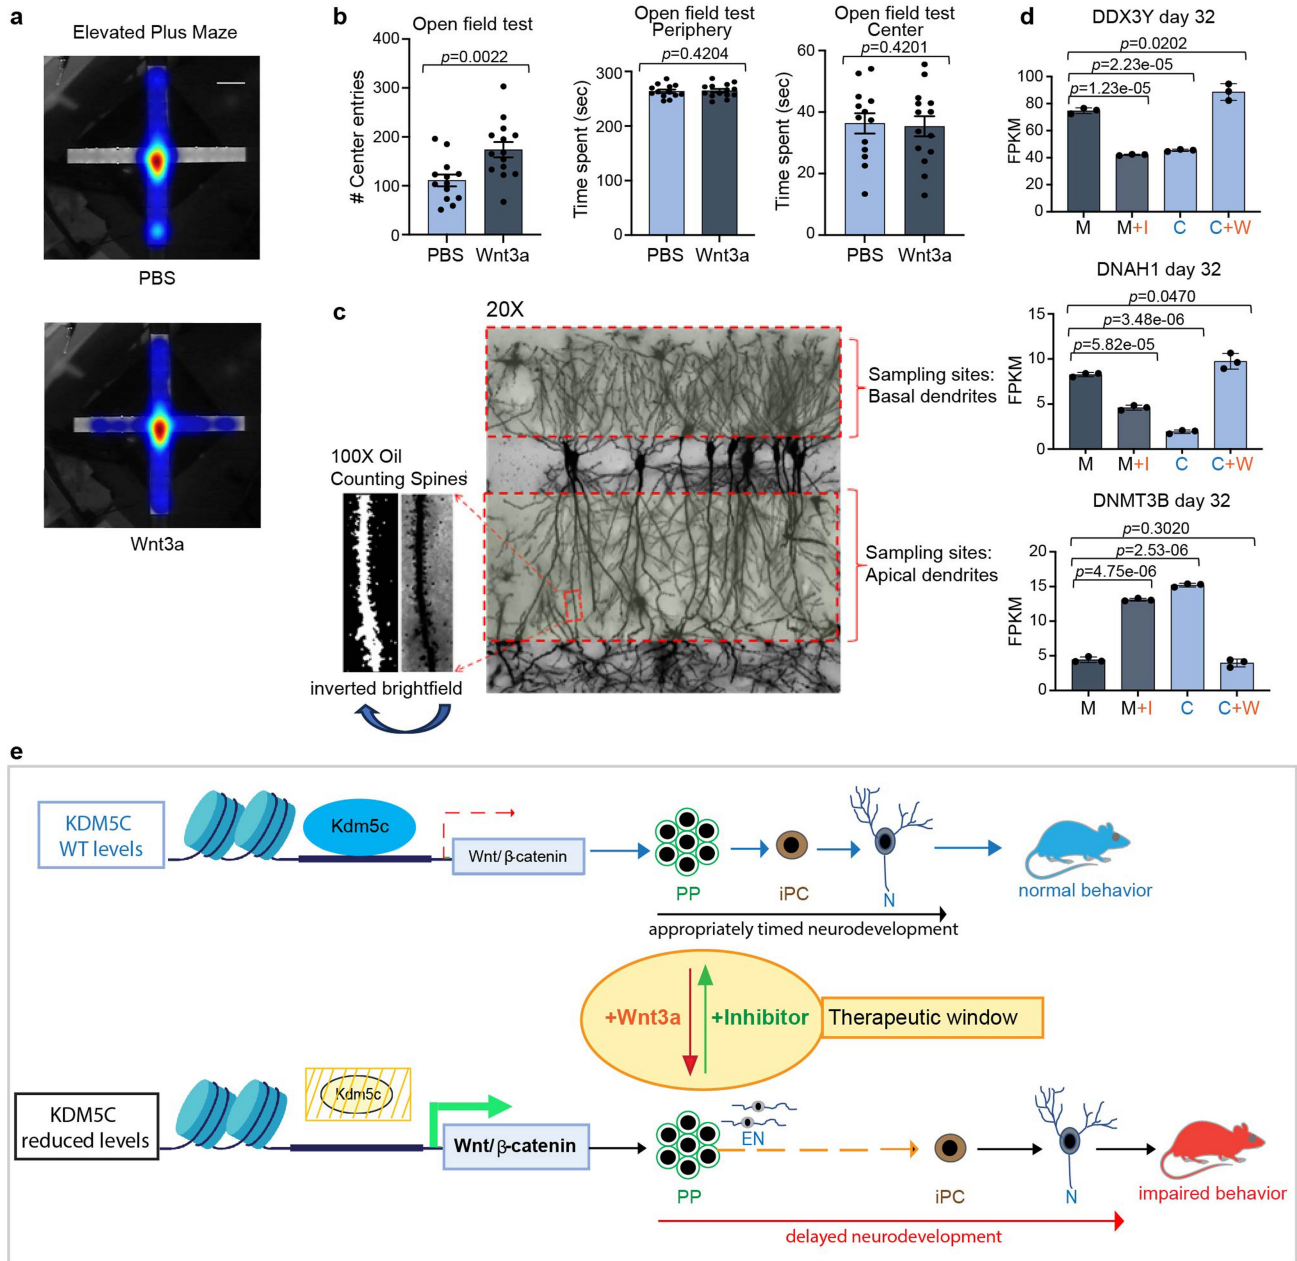 a
Elevated Plus Maze
PBS
Wnt3a
b
Open field test
p=0.0022
# Center entries
400
300
200
100
0
PBS
Wnt3a
Open field test
Periphery
p=0.4204
Time spent (sec)
300
200
100
0
PBS
Wnt3a
Open field test
Center
p=0.4201
Time spent (sec)
60
40
20
0
PBS
Wnt3a
c
20X
Sampling sites:
Basal dendrites
100X Oil
Counting Spines
Sampling sites:
Apical dendrites
inverted brightfield
d
DDX3Y day 32
p=0.0202
p=2.23e-05
p=1.23e-05
FPKM
100
80
60
40
20
0
M
M+I
C
C+W
DNAH1 day 32
p=0.0470
p=3.48e-06
p=5.82e-05
FPKM
15
10
5
0
M
M+I
C
C+W
DNMT3B day 32
p=0.3020
p=2.53-06
p=4.75e-06
FPKM
20
15
10
5
0
M
M+I
C
C+W
e
KDM5C
WT levels
Kdm5c
Wnt/β-catenin
PP
iPC
N
normal behavior
appropriately timed neurodevelopment
+Wnt3a
+Inhibitor
Therapeutic window
KDM5C
reduced levels
Kdm5c
Wnt/β-catenin
EN
PP
iPC
N
impaired behavior
delayed neurodevelopment